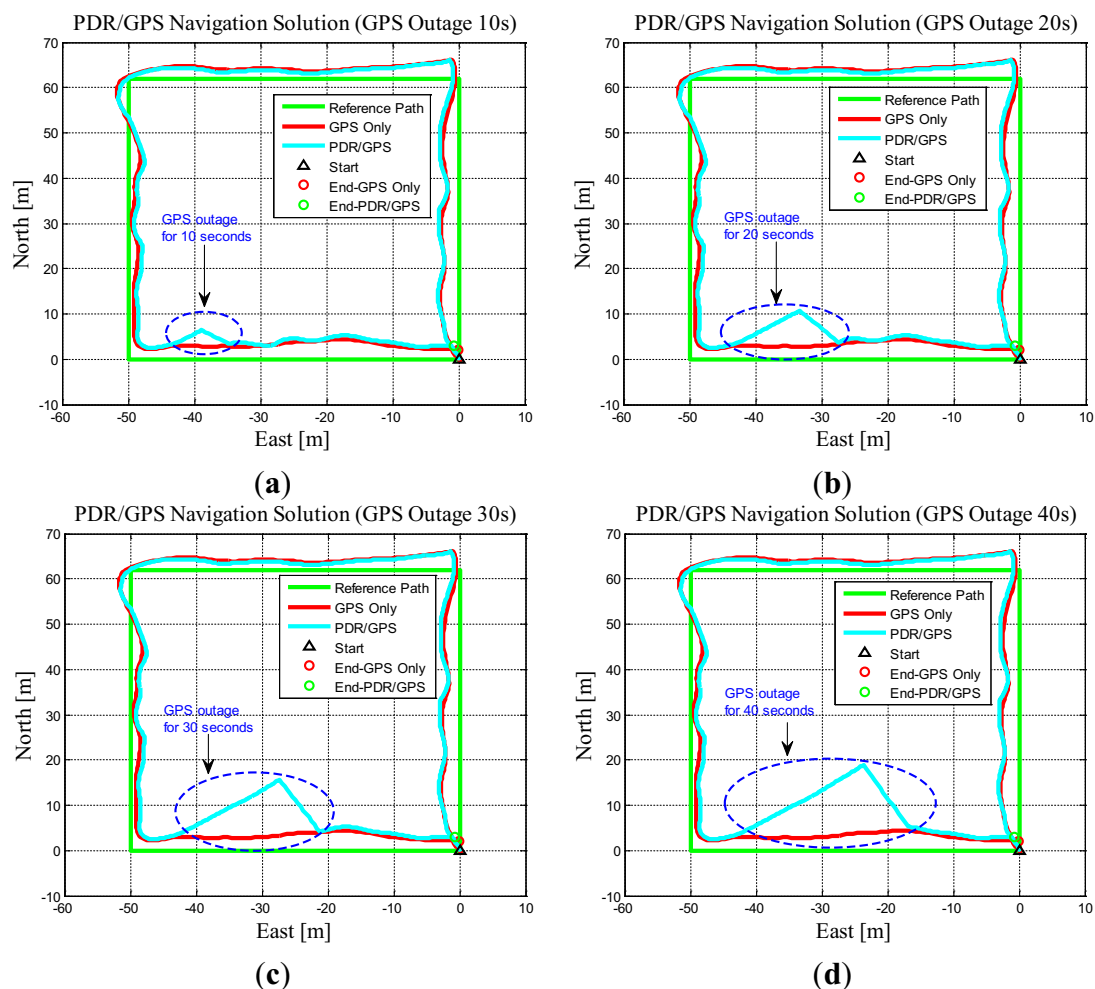 PDR/GPS Navigation Solution (GPS Outage 10s)
70
60
50
40
30
20
10
0
-10
North [m]
Reference Path
GPS Only
PDR/GPS
Start
End-GPS Only
End-PDR/GPS
GPS outage
for 10 seconds
-60
-50
-40
-30
-20
-10
0
10
East [m]
(a)
PDR/GPS Navigation Solution (GPS Outage 20s)
70
60
50
40
30
20
10
0
-10
North [m]
Reference Path
GPS Only
PDR/GPS
Start
End-GPS Only
End-PDR/GPS
GPS outage
for 20 seconds
-60
-50
-40
-30
-20
-10
0
10
East [m]
(b)
PDR/GPS Navigation Solution (GPS Outage 30s)
70
60
50
40
30
20
10
0
-10
North [m]
Reference Path
GPS Only
PDR/GPS
Start
End-GPS Only
End-PDR/GPS
GPS outage
for 30 seconds
-60
-50
-40
-30
-20
-10
0
10
East [m]
(c)
PDR/GPS Navigation Solution (GPS Outage 40s)
70
60
50
40
30
20
10
0
-10
North [m]
Reference Path
GPS Only
PDR/GPS
Start
End-GPS Only
End-PDR/GPS
GPS outage
for 40 seconds
-60
-50
-40
-30
-20
-10
0
10
East [m]
(d)